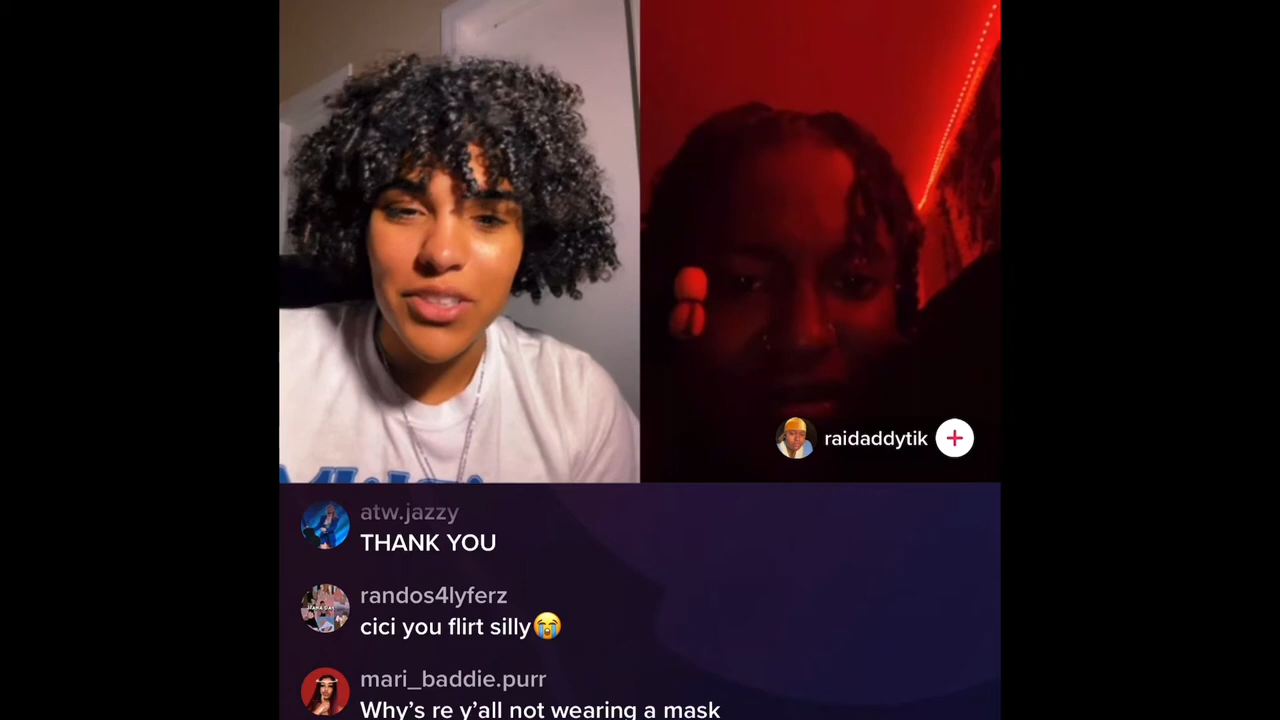 raidaddytik
atw.jazzy
THANK YOU
randos4lyferz
cici you flirt silly😭
mari_baddie.purr
Why's re y'all not wearing a mask